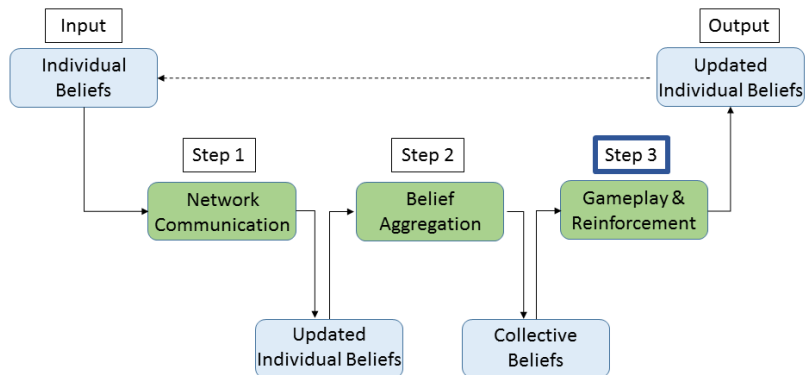 Input
Output
Individual
Beliefs
Updated
Individual Beliefs
Step 1
Step 2
Step 3
Network
Communication
Belief
Aggregation
Gameplay &
Reinforcement
Updated
Individual Beliefs
Collective
Beliefs